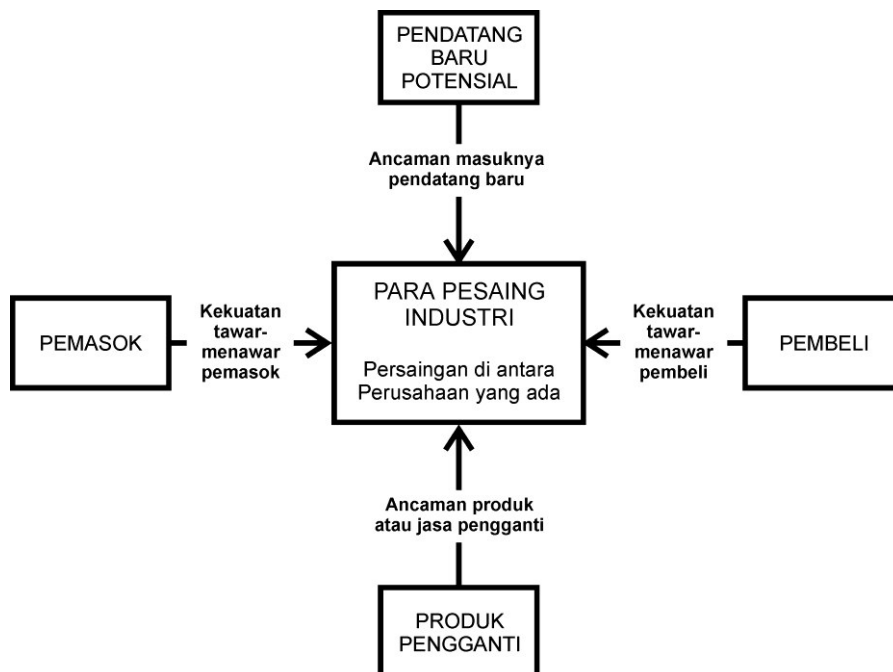 PENDATANG
BARU
POTENSIAL
Ancaman masuknya
pendatang baru
PEMASOK
Kekuatan
tawar-
menawar
pemasok
PARA PESAING
INDUSTRI
Persaingan di antara
Perusahaan yang ada
Kekuatan
tawar-
menawar
pembeli
PEMBELI
Ancaman produk
atau jasa pengganti
PRODUK
PENGGANTI